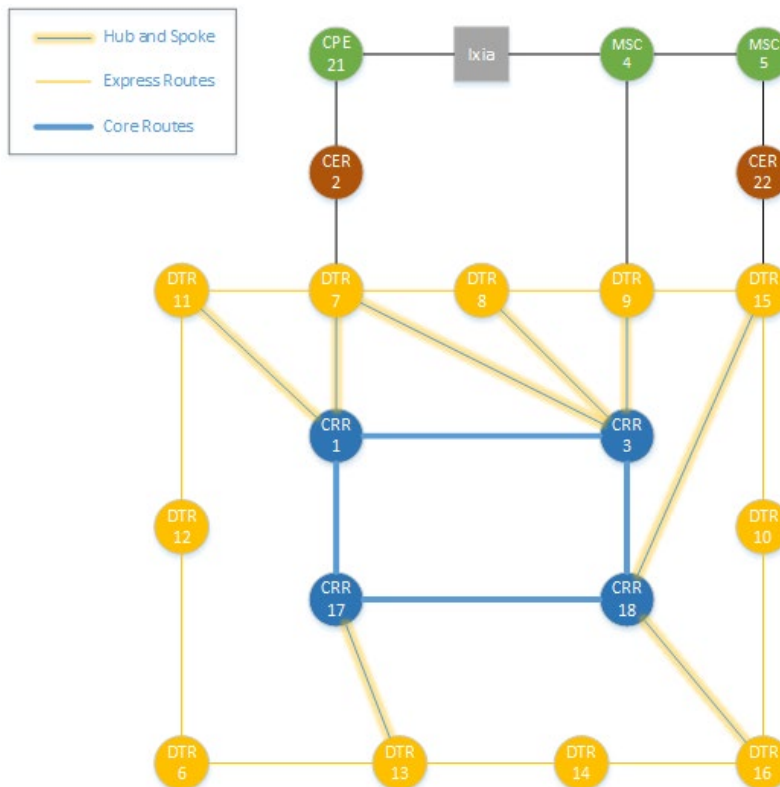 Hub and Spoke
Express Routes
Core Routes
CPE
21
Ixia
MSC
4
MSC
5
CER
2
CER
22
DTR
11
DTR
7
DTR
8
DTR
9
DTR
15
CRR
1
CRR
3
DTR
12
DTR
10
CRR
17
CRR
18
DTR
6
DTR
13
DTR
14
DTR
16